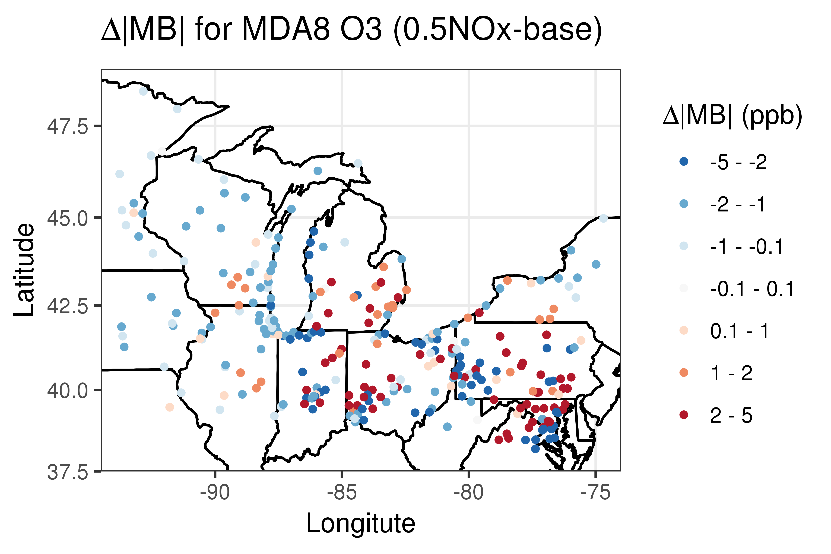 Δ|MB| for MDA8 O3 (0.5NOx-base)
47.5
45.0
42.5
40.0
37.5
Latitude
-90
-85
-80
-75
Longitute
Δ|MB| (ppb)
-5 - -2
-2 - -1
-1 - -0.1
-0.1 - 0.1
0.1 - 1
1 - 2
2 - 5